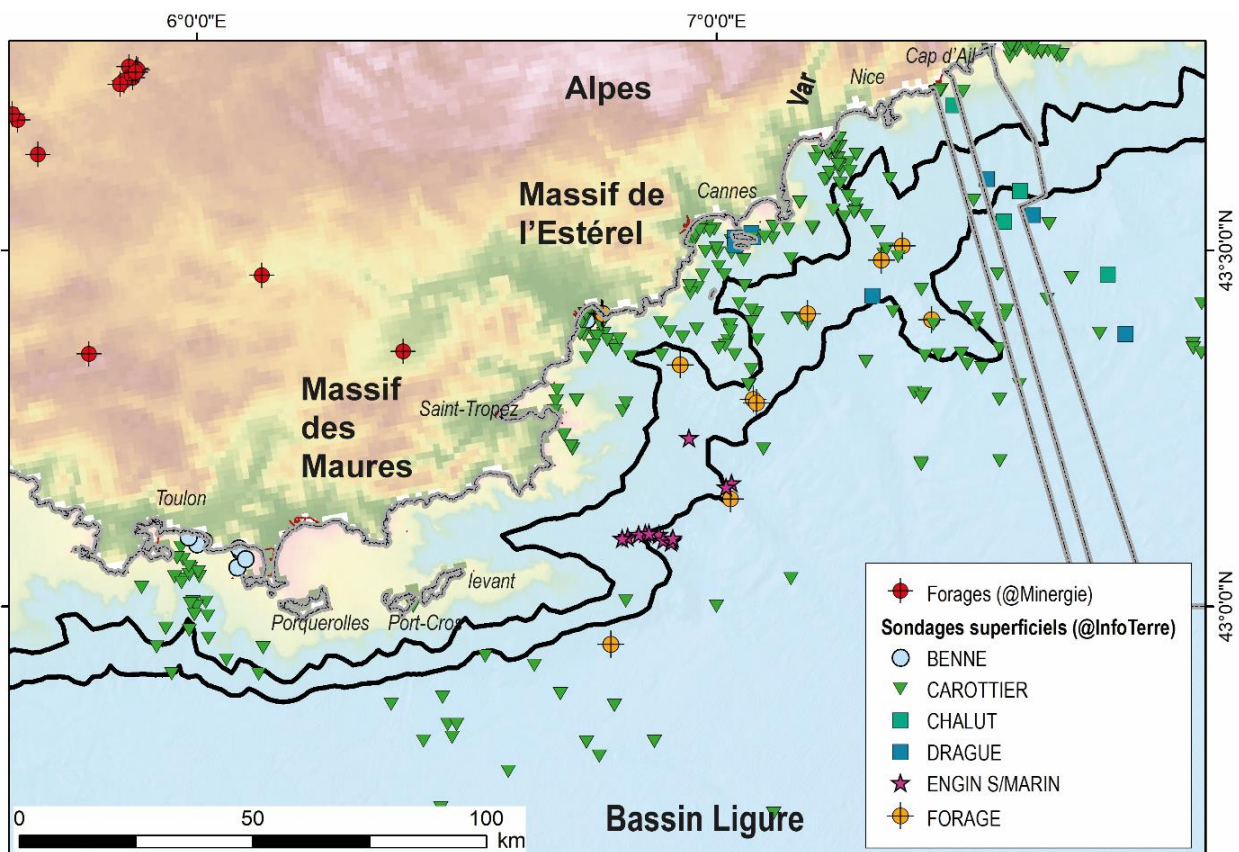 6°0'0"E
7°0'0"E
Cap d'Ail
Alpes
Var
Nice
Massif de
l'Estérel
Cannes
43°30'0"N
Massif
des
Maures
Saint-Tropez
Toulon
levant
Porquerolles
Port-Cros
43°0'0"N
Forages (@Minergie)
Sondages superficiels (@InfoTerre)
BENNE
CAROTTIER
CHALUT
DRAGUE
ENGIN S/MARIN
FORAGE
0
50
100
km
Bassin Ligure